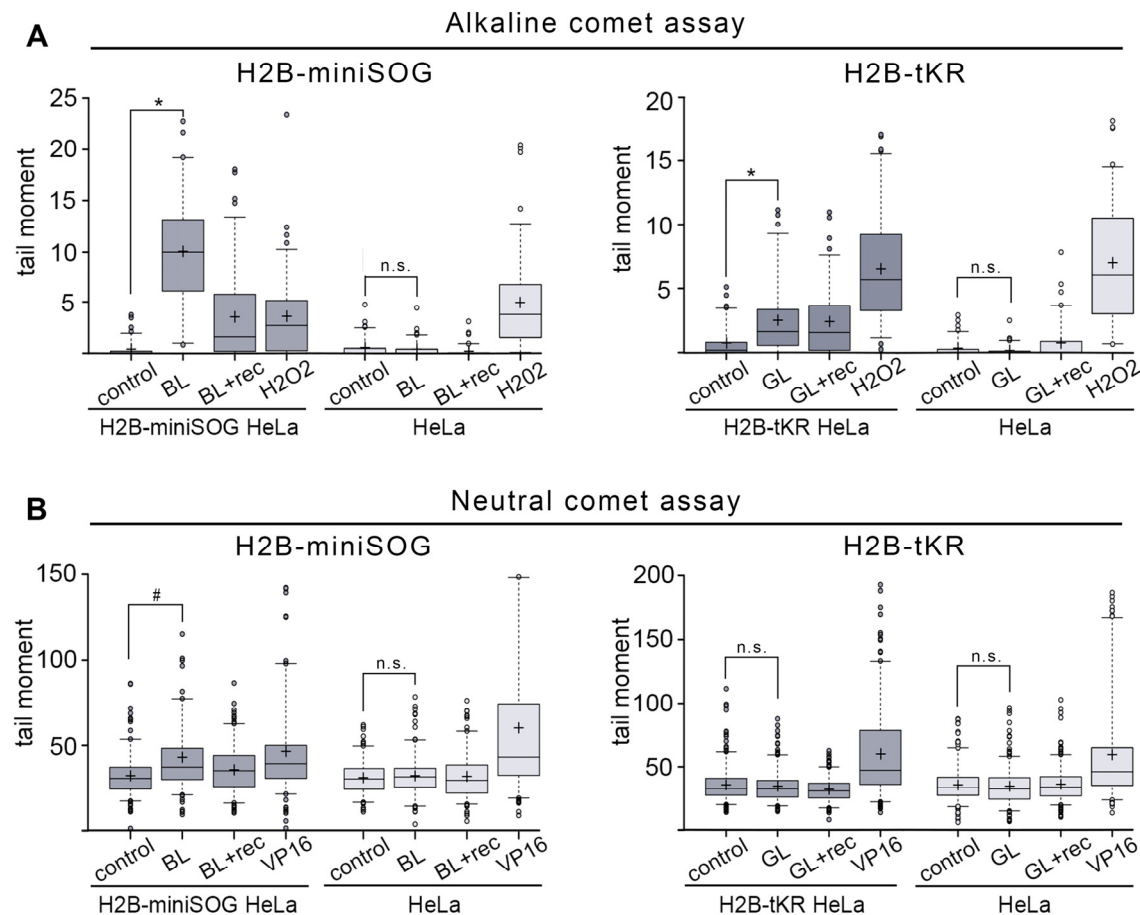 A
Alkaline comet assay
H2B-miniSOG
H2B-tKR
tail moment
25
20
15
10
5
*
n.s.
control
BL
BL+rec
H2O2
control
BL
BL+rec
H202
H2B-miniSOG HeLa
HeLa
tail moment
20
15
10
5
0
*
n.s.
control
GL
GL+rec
H2O2
control
GL
GL+rec
H2O2
H2B-tKR HeLa
HeLa
B
Neutral comet assay
H2B-miniSOG
H2B-tKR
tail moment
150
100
50
#
n.s.
control
BL
BL+rec
VP16
control
BL
BL+rec
VP16
H2B-miniSOG HeLa
HeLa
tail moment
200
150
100
50
0
n.s.
n.s.
control
GL
GL+rec
VP16
control
GL
GL+rec
VP16
H2B-tKR HeLa
HeLa